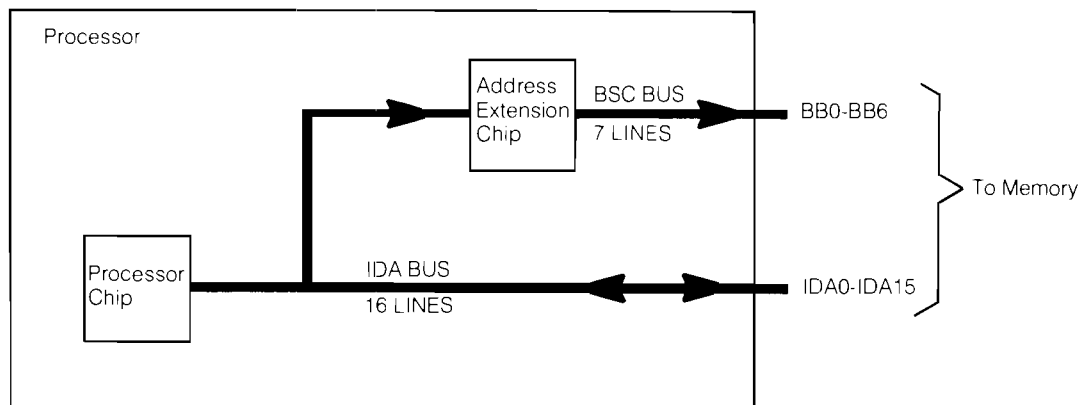 Processor
Address
Extension
Chip
BSC BUS
7 LINES
BB0-BB6
To Memory
Processor
Chip
IDA BUS
16 LINES
IDA0-IDA15